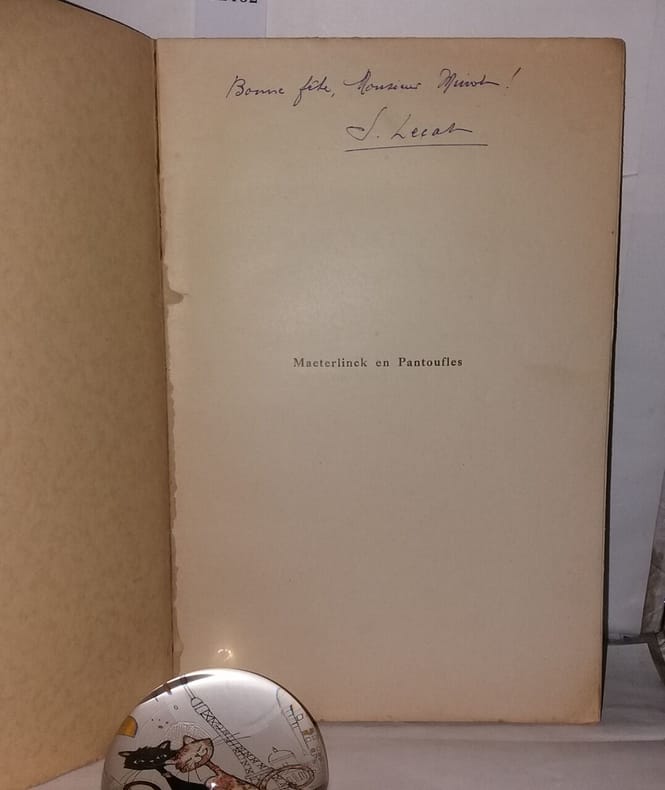 Bonne fête, Monsieur Minot !
J. Lecat
Maeterlinck en Pantoufles